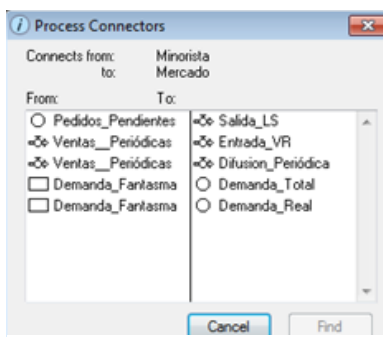 Process Connectors
Connects from: Minorista
to: Mercado
From: To:
Pedidos_Pendientes Salida_LS
Ventas__Periódicas Entrada_VR
Ventas__Periódicas Difusion_Periódica
Demanda_Fantasma Demanda_Total
Demanda_Fantasma Demanda_Real
Cancel Find